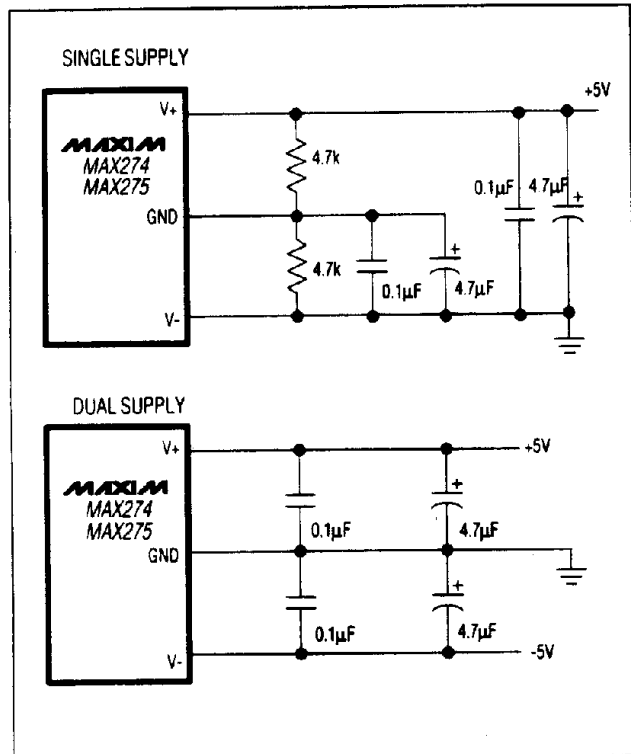 SINGLE SUPPLY
V+
+5V
MAXIM
MAX274
MAX275
4.7k
0.1µF
4.7µF
+
GND
+
4.7k
0.1µF
4.7µF
V-
DUAL SUPPLY
V+
+5V
MAXIM
MAX274
MAX275
+
0.1µF
4.7µF
GND
+
0.1µF
4.7µF
V-
-5V